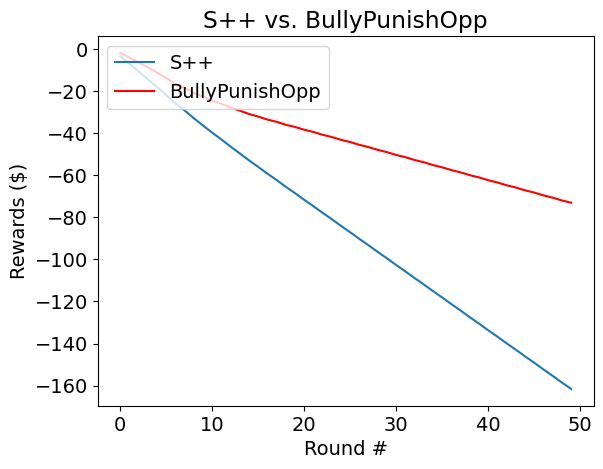 S++ vs. BullyPunishOpp
S++
BullyPunishOpp
Rewards ($)
0
−20
−40
−60
−80
−100
−120
−140
−160
0 10 20 30 40 50
Round #